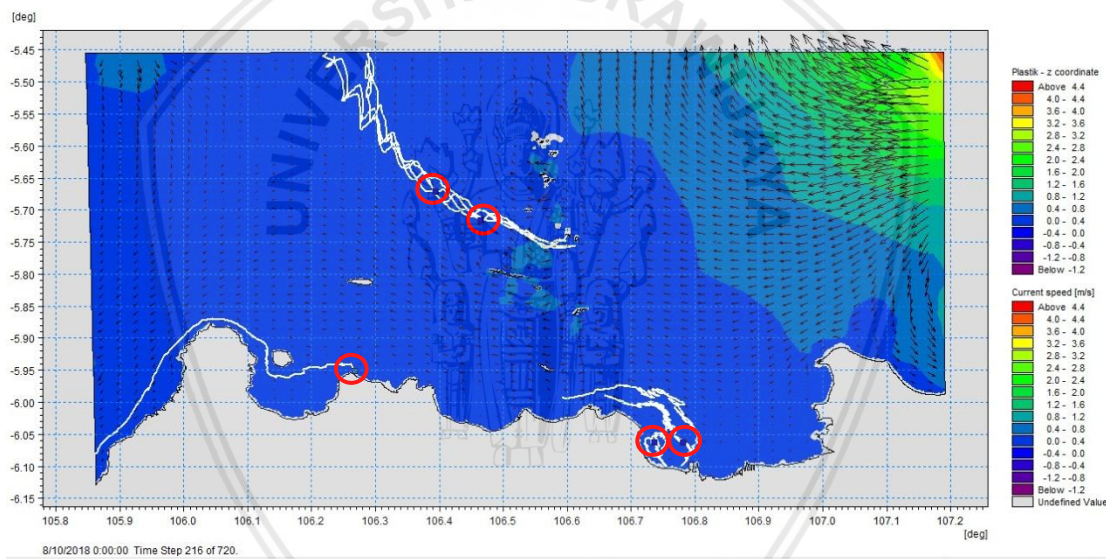 [deg]
UNIVERSITAS BRAWIJAYA
-5.45
-5.50
-5.55
-5.60
-5.65
-5.70
-5.75
-5.80
-5.85
-5.90
-5.95
-6.00
-6.05
-6.10
-6.15
105.8 105.9 106.0 106.1 106.2 106.3 106.4 106.5 106.6 106.7 106.8 106.9 107.0 107.1 107.2
[deg]
8/10/2018 0:00:00 Time Step 216 of 720.
Plastik - z coordinate
Above 4.4
4.0 - 4.4
3.6 - 4.0
3.2 - 3.6
2.8 - 3.2
2.4 - 2.8
2.0 - 2.4
1.6 - 2.0
1.2 - 1.6
0.8 - 1.2
0.4 - 0.8
0.0 - 0.4
-0.4 - 0.0
-0.8 - -0.4
-1.2 - -0.8
Below -1.2
Current speed [m/s]
Above 4.4
4.0 - 4.4
3.6 - 4.0
3.2 - 3.6
2.8 - 3.2
2.4 - 2.8
2.0 - 2.4
1.6 - 2.0
1.2 - 1.6
0.8 - 1.2
0.4 - 0.8
0.0 - 0.4
-0.4 - 0.0
-0.8 - -0.4
-1.2 - -0.8
Below -1.2
Undefined Value